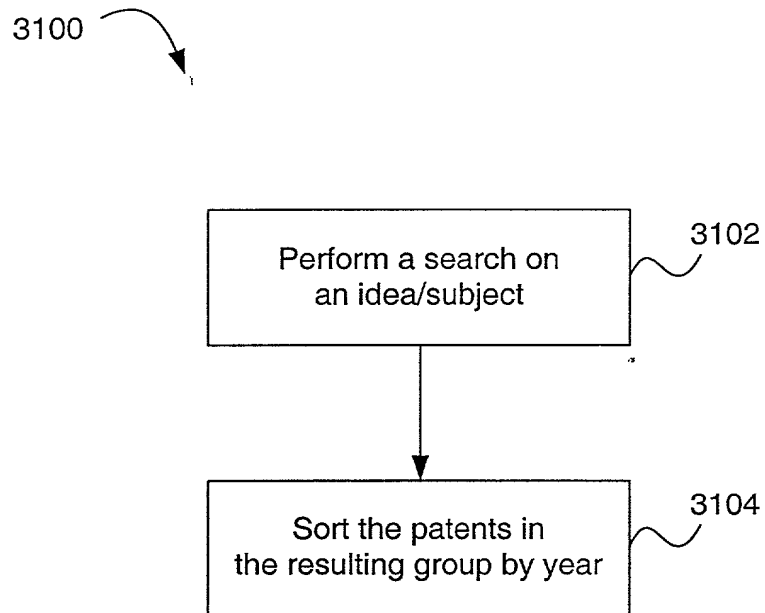 3100
3102
Perform a search on
an idea/subject
3104
Sort the patents in
the resulting group by year